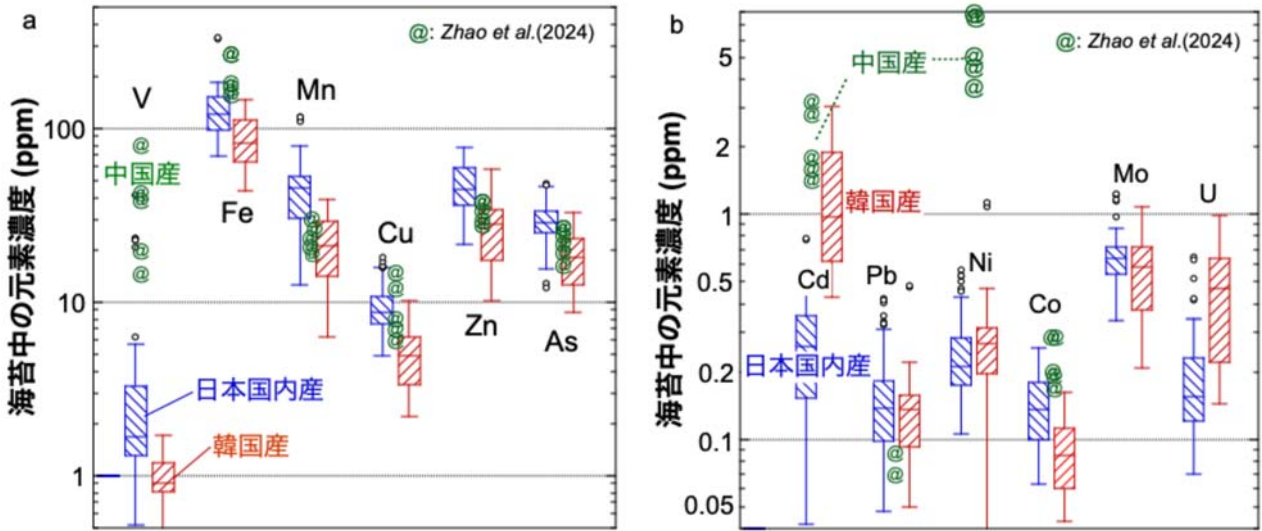 a
@: Zhao et al.(2024)
海苔中の元素濃度 (ppm)
100
10
1
V
中国産
Fe
Mn
Cu
Zn
As
日本国内産
韓国産
b
@: Zhao et al.(2024)
海苔中の元素濃度 (ppm)
5
2
1
0.5
0.2
0.1
0.05
中国産
韓国産
Cd
日本国内産
Pb
Ni
Co
Mo
U